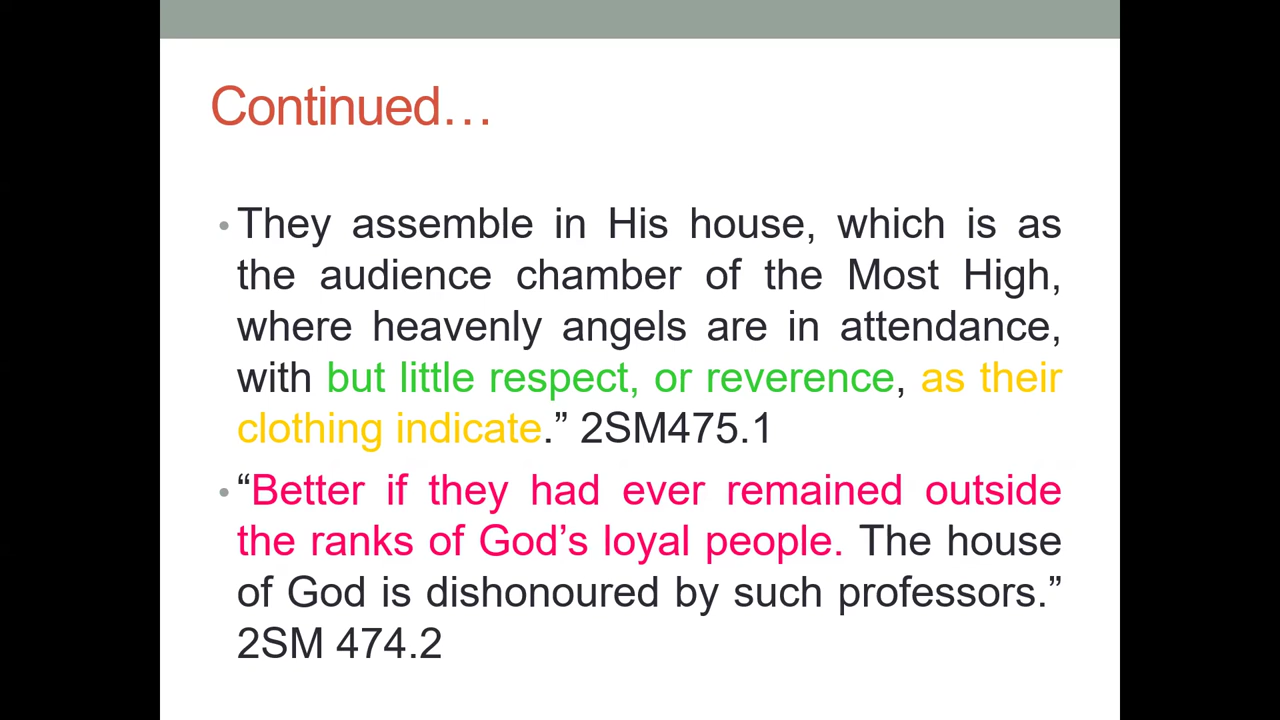 Continued…
• They assemble in His house, which is as
the audience chamber of the Most High,
where heavenly angels are in attendance,
with but little respect, or reverence, as their
clothing indicate.” 2SM475.1
• “Better if they had ever remained outside
the ranks of God’s loyal people. The house
of God is dishonoured by such professors.”
2SM 474.2